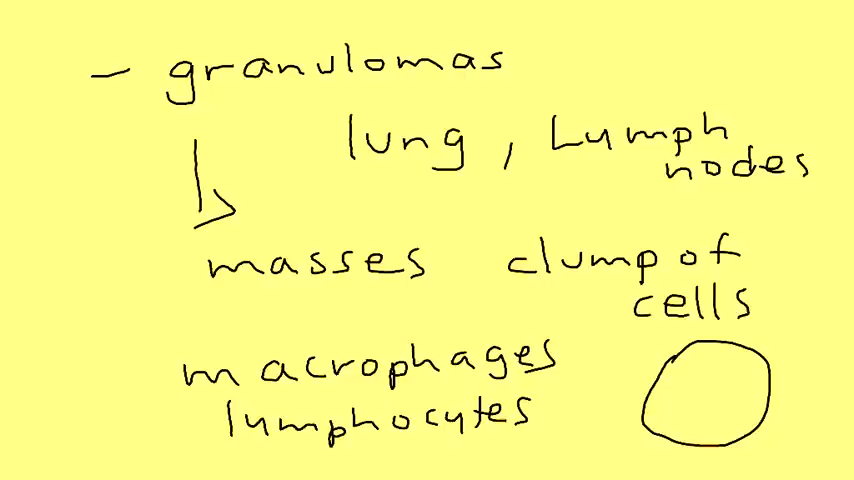 - granulomas
lung, Lumph
nodes
masses clump of
cells
macrophages
lumphocytes